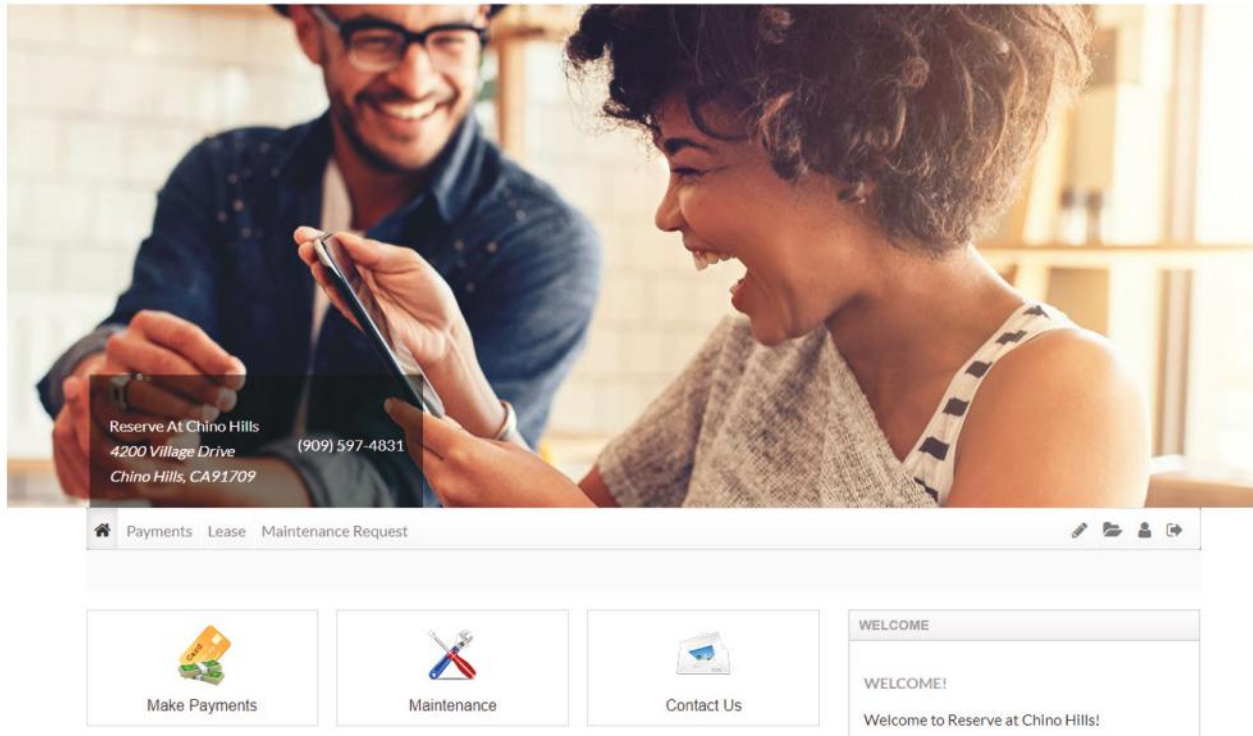 Reserve At Chino Hills
4200 Village Drive
Chino Hills, CA91709
(909) 597-4831
Payments Lease Maintenance Request
Card
Make Payments
Maintenance
Contact Us
WELCOME
WELCOME!
Welcome to Reserve at Chino Hills!